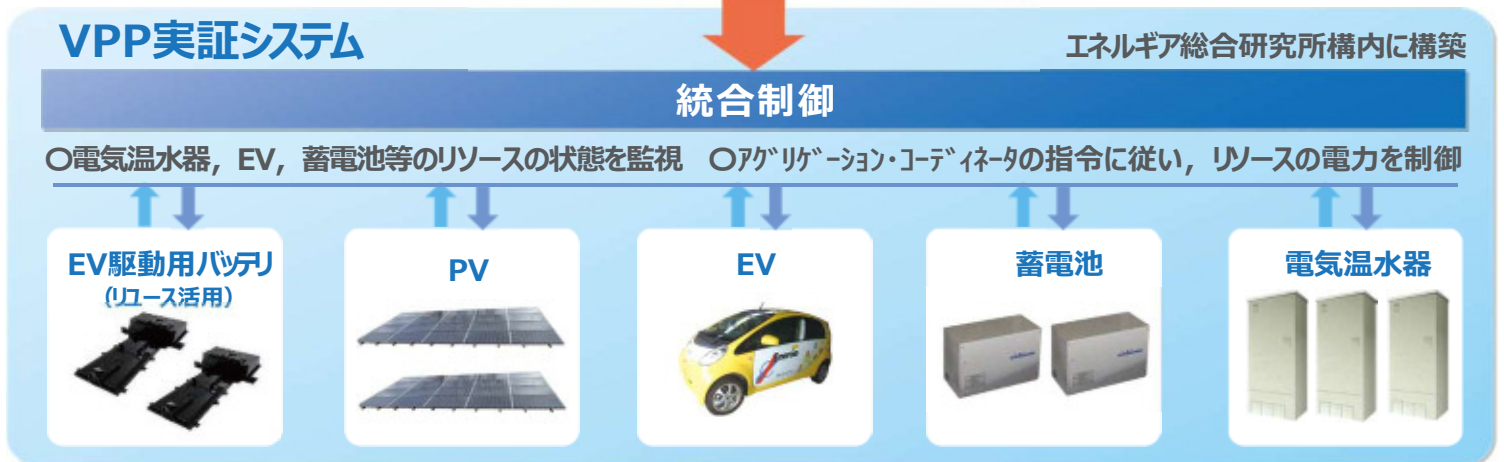 VPP実証システム
エネルギア総合研究所構内に構築
統合制御
○電気温水器，EV，蓄電池等のリソースの状態を監視　○ｱｸﾞﾘｹﾞｰｼｮﾝ・ｺｰﾃﾞｨﾈｰﾀの指令に従い，リソースの電力を制御
EV駆動用バッテリ
（リユース活用）
PV
EV
蓄電池
電気温水器